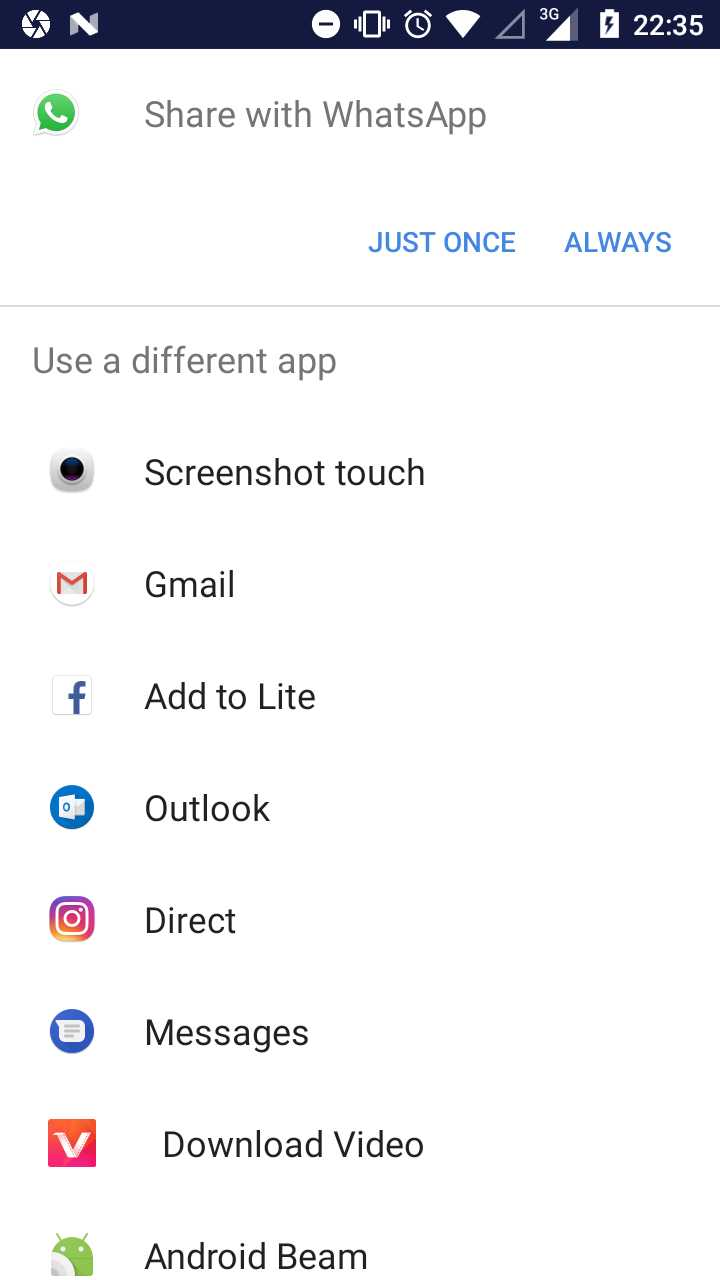 3G 22:35
Share with WhatsApp
JUST ONCE ALWAYS
Use a different app
Screenshot touch
Gmail
Add to Lite
Outlook
Direct
Messages
Download Video
Android Beam